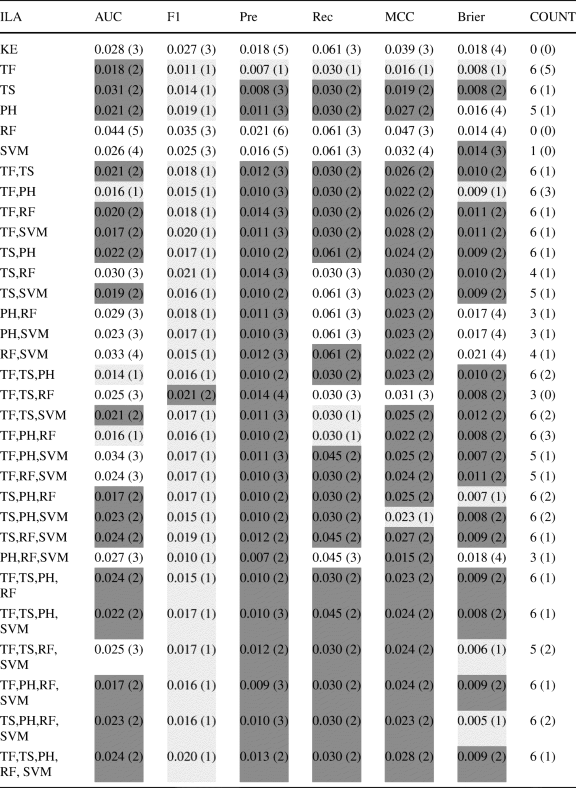 ILA AUC F1 Pre Rec MCC Brier COUNT
KE 0.028 (3) 0.027 (3) 0.018 (5) 0.061 (3) 0.039 (3) 0.018 (4) 0 (0)
TF 0.018 (2) 0.011 (1) 0.007 (1) 0.030 (1) 0.016 (1) 0.008 (1) 6 (5)
TS 0.031 (2) 0.014 (1) 0.008 (3) 0.030 (2) 0.019 (2) 0.008 (2) 6 (1)
PH 0.021 (2) 0.019 (1) 0.011 (3) 0.030 (2) 0.027 (2) 0.016 (4) 5 (1)
RF 0.044 (5) 0.035 (3) 0.021 (6) 0.061 (3) 0.047 (3) 0.014 (4) 0 (0)
SVM 0.026 (4) 0.025 (3) 0.016 (5) 0.061 (3) 0.032 (4) 0.014 (3) 1 (0)
TF,TS 0.021 (2) 0.018 (1) 0.012 (3) 0.030 (2) 0.026 (2) 0.010 (2) 6 (1)
TF,PH 0.016 (1) 0.015 (1) 0.010 (3) 0.030 (2) 0.022 (2) 0.009 (1) 6 (3)
TF,RF 0.020 (2) 0.018 (1) 0.014 (3) 0.030 (2) 0.026 (2) 0.011 (2) 6 (1)
TF,SVM 0.017 (2) 0.020 (1) 0.011 (3) 0.030 (2) 0.028 (2) 0.011 (2) 6 (1)
TS,PH 0.022 (2) 0.017 (1) 0.010 (2) 0.061 (2) 0.024 (2) 0.009 (2) 6 (1)
TS,RF 0.030 (3) 0.021 (1) 0.014 (3) 0.030 (3) 0.030 (2) 0.010 (2) 4 (1)
TS,SVM 0.019 (2) 0.016 (1) 0.010 (2) 0.061 (3) 0.023 (2) 0.009 (2) 5 (1)
PH,RF 0.029 (3) 0.018 (1) 0.011 (3) 0.061 (3) 0.023 (2) 0.017 (4) 3 (1)
PH,SVM 0.023 (3) 0.017 (1) 0.010 (3) 0.061 (3) 0.023 (2) 0.017 (4) 3 (1)
RF,SVM 0.033 (4) 0.015 (1) 0.012 (3) 0.061 (2) 0.022 (2) 0.021 (4) 4 (1)
TF,TS,PH 0.014 (1) 0.016 (1) 0.010 (2) 0.030 (2) 0.023 (2) 0.010 (2) 6 (2)
TF,TS,RF 0.025 (3) 0.021 (2) 0.014 (4) 0.030 (3) 0.031 (3) 0.008 (2) 3 (0)
TF,TS,SVM 0.021 (2) 0.017 (1) 0.011 (3) 0.030 (1) 0.025 (2) 0.012 (2) 6 (2)
TF,PH,RF 0.016 (1) 0.016 (1) 0.010 (2) 0.030 (1) 0.022 (2) 0.008 (2) 6 (3)
TF,PH,SVM 0.034 (3) 0.017 (1) 0.011 (3) 0.045 (2) 0.025 (2) 0.007 (2) 5 (1)
TF,RF,SVM 0.024 (3) 0.017 (1) 0.010 (3) 0.030 (2) 0.024 (2) 0.011 (2) 5 (1)
TS,PH,RF 0.017 (2) 0.017 (1) 0.010 (2) 0.030 (2) 0.025 (2) 0.007 (1) 6 (2)
TS,PH,SVM 0.023 (2) 0.015 (1) 0.010 (2) 0.030 (2) 0.023 (1) 0.008 (2) 6 (2)
TS,RF,SVM 0.024 (2) 0.019 (1) 0.012 (2) 0.045 (2) 0.027 (2) 0.009 (2) 6 (1)
PH,RF,SVM 0.027 (3) 0.010 (1) 0.007 (2) 0.045 (3) 0.015 (2) 0.018 (4) 3 (1)
TF,TS,PH, 0.024 (2) 0.015 (1) 0.010 (2) 0.030 (2) 0.023 (2) 0.009 (2) 6 (1)
RF
TF,TS,PH, 0.022 (2) 0.017 (1) 0.010 (3) 0.045 (2) 0.024 (2) 0.008 (2) 6 (1)
SVM
TF,TS,RF, 0.025 (3) 0.017 (1) 0.012 (2) 0.030 (2) 0.024 (2) 0.006 (1) 5 (2)
SVM
TF,PH,RF, 0.017 (2) 0.016 (1) 0.009 (3) 0.030 (2) 0.024 (2) 0.009 (2) 6 (1)
SVM
TS,PH,RF, 0.023 (2) 0.016 (1) 0.010 (3) 0.030 (2) 0.023 (2) 0.005 (1) 6 (2)
SVM
TF,TS,PH, 0.024 (2) 0.020 (1) 0.013 (2) 0.030 (2) 0.028 (2) 0.009 (2) 6 (1)
RF, SVM